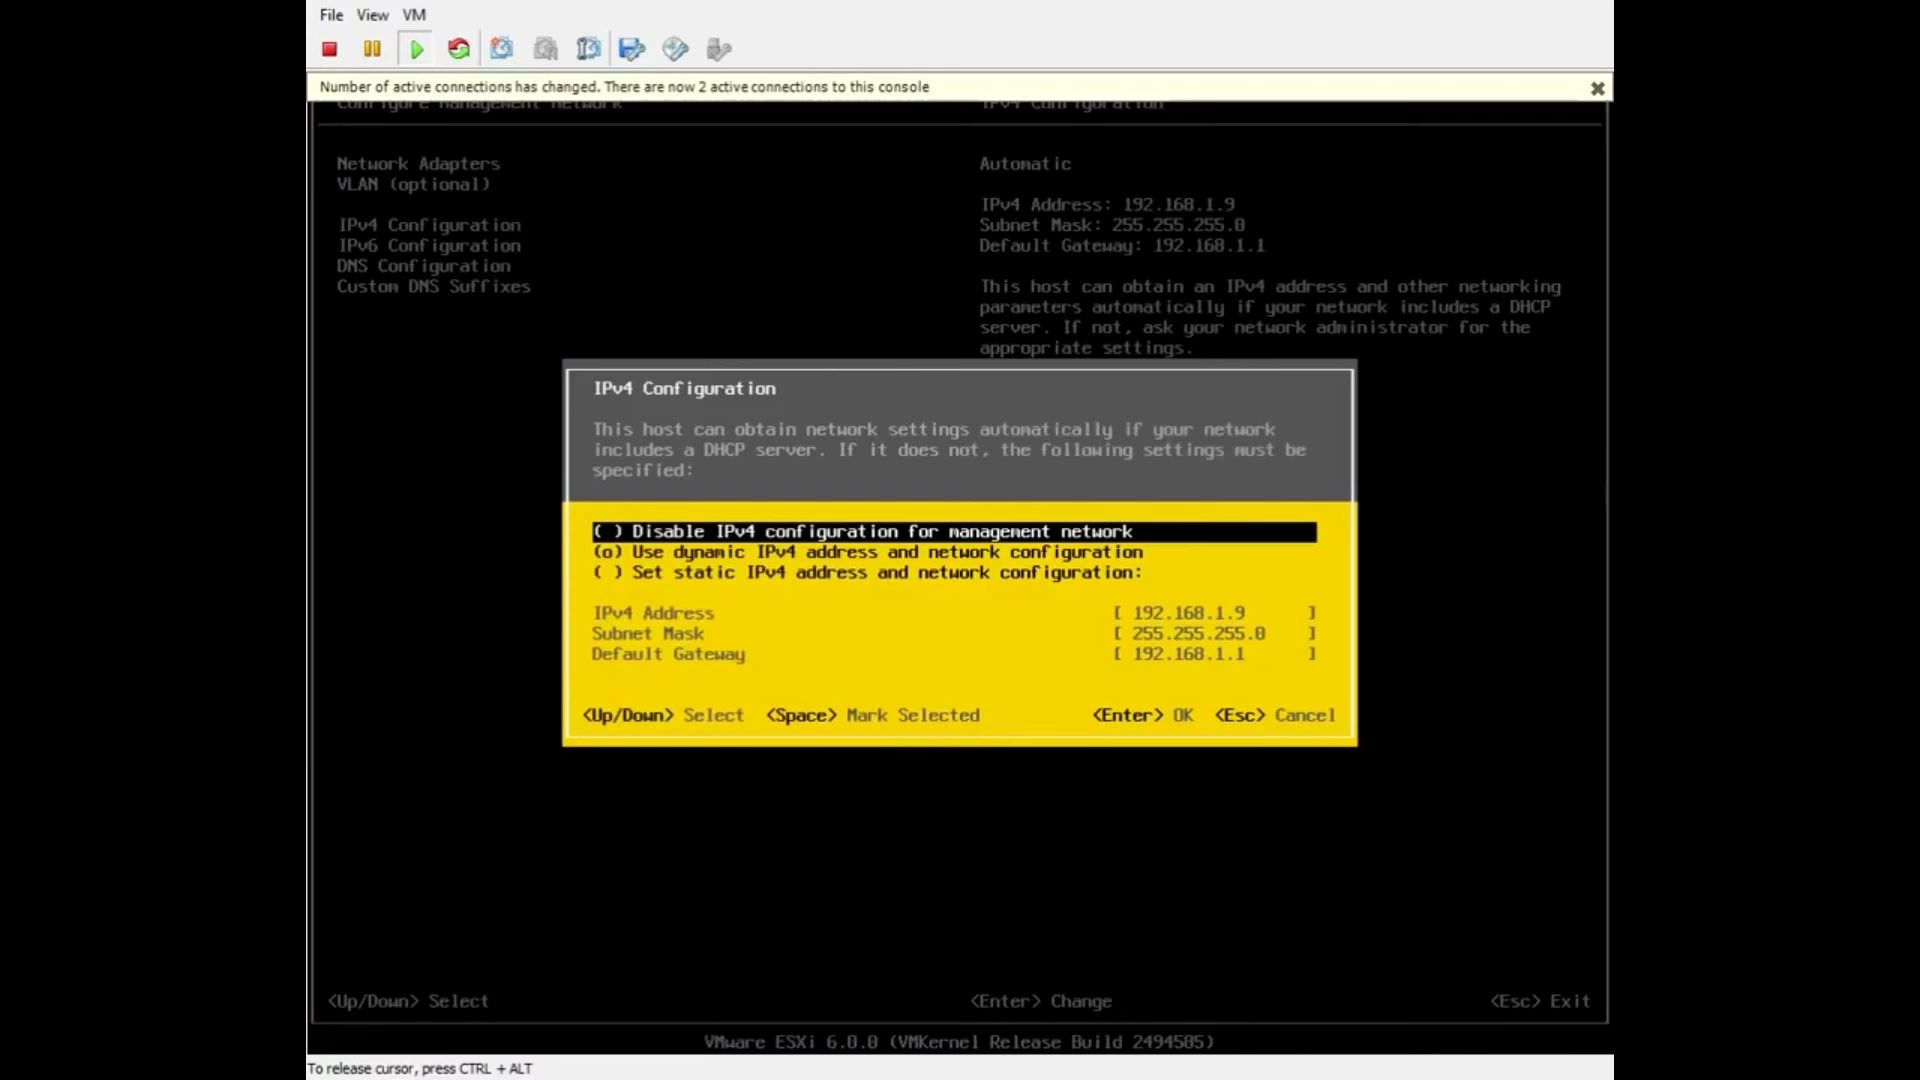 File View VM
Number of active connections has changed. There are now 2 active connections to this console
Configure Management Network IPv4 Configuration
Network Adapters
VLAN (optional)
IPv4 Configuration
IPv6 Configuration
DNS Configuration
Custom DNS Suffixes
Automatic
IPv4 Address: 192.168.1.9
Subnet Mask: 255.255.255.0
Default Gateway: 192.168.1.1
This host can obtain an IPv4 address and other networking
parameters automatically if your network includes a DHCP
server. If not, ask your network administrator for the
appropriate settings.
IPv4 Configuration
This host can obtain network settings automatically if your network
includes a DHCP server. If it does not, the following settings must be
specified:
( ) Disable IPv4 configuration for management network
(o) Use dynamic IPv4 address and network configuration
( ) Set static IPv4 address and network configuration:
IPv4 Address [ 192.168.1.9 ]
Subnet Mask [ 255.255.255.0 ]
Default Gateway [ 192.168.1.1 ]
<Up/Down> Select <Space> Mark Selected <Enter> OK <Esc> Cancel
<Up/Down> Select <Enter> Change <Esc> Exit
VMware ESXi 6.0.0 (VMKernel Release Build 2494585)
To release cursor, press CTRL + ALT